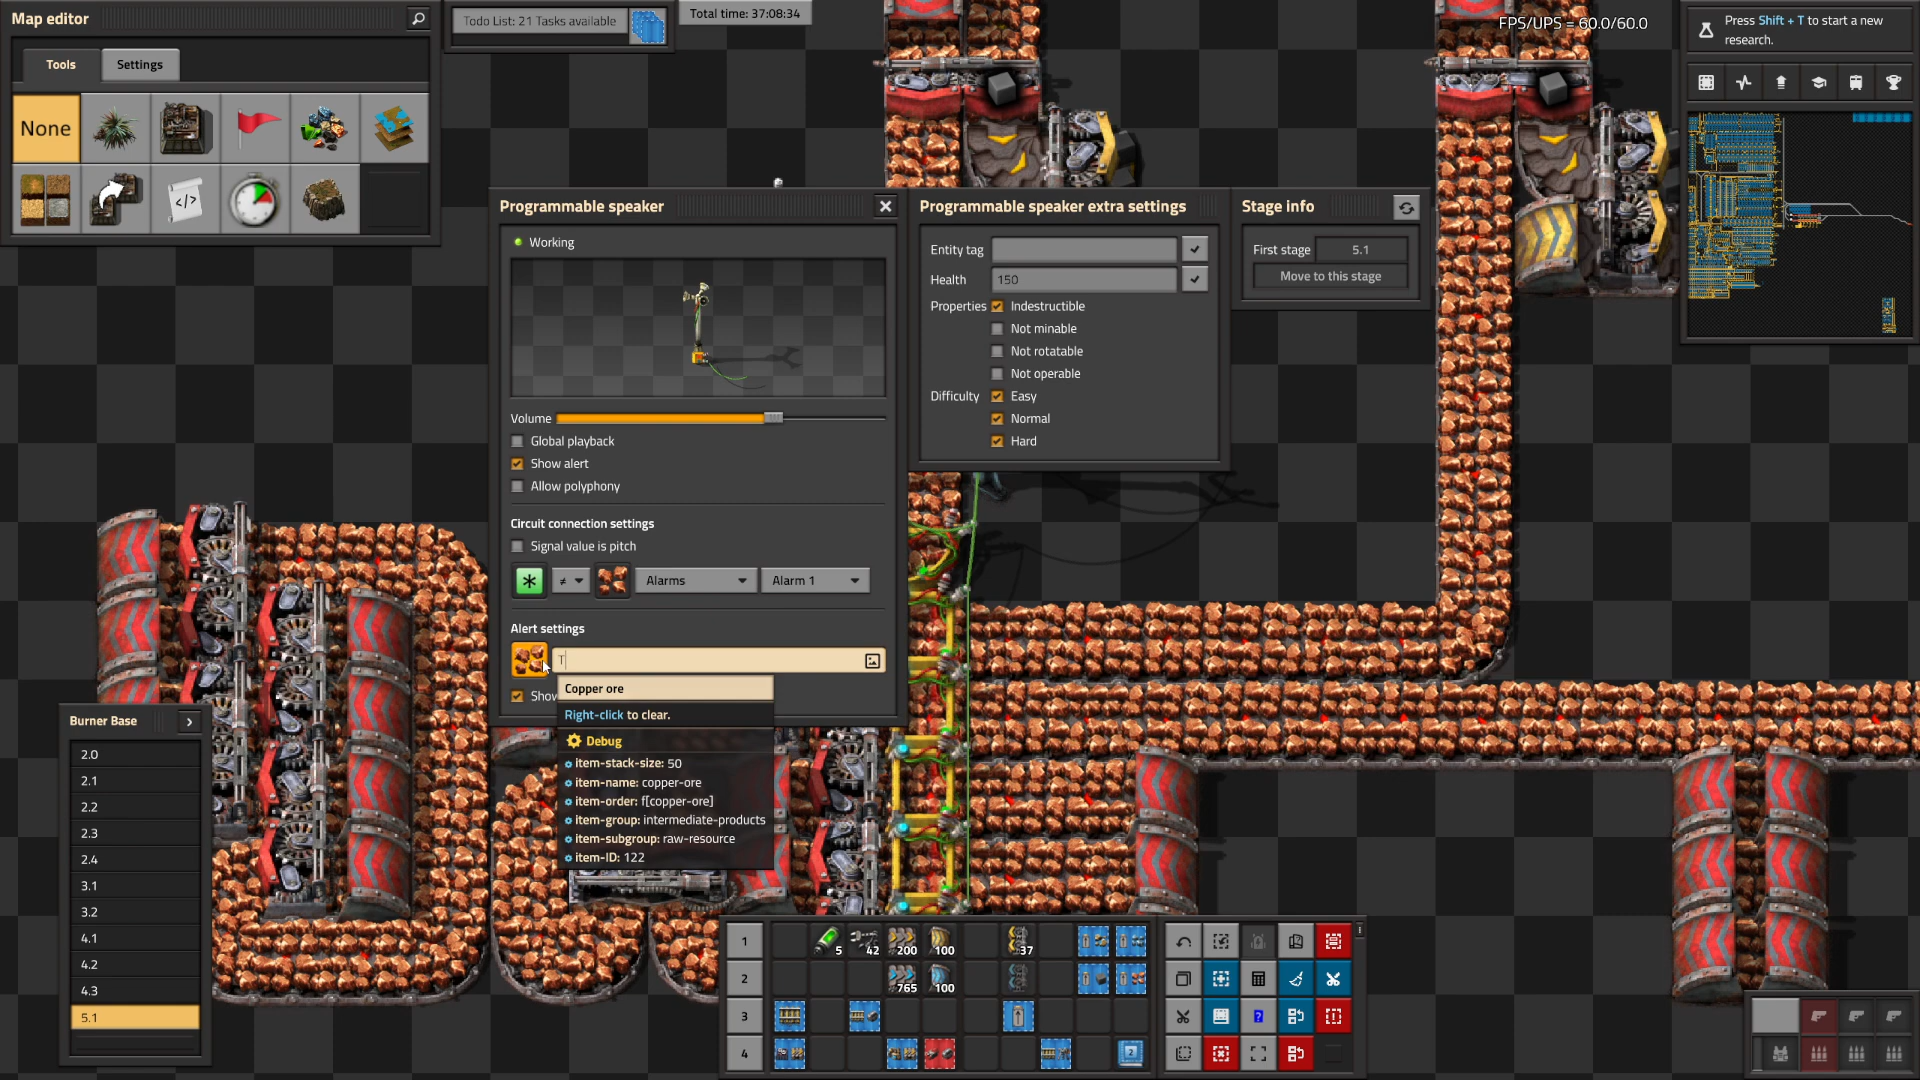 Map editor
Tools
Settings
None
Todo List: 21 Tasks available
Total time: 37:08:34
FPS/UPS = 60.0/60.0
Press Shift + T to start a new
research.
Programmable speaker
Working
Volume
Global playback
Show alert
Allow polyphony
Circuit connection settings
Signal value is pitch
≠
Alarms
Alarm 1
Alert settings
T
Show
Copper ore
Right-click to clear.
Debug
item-stack-size: 50
item-name: copper-ore
item-order: f[copper-ore]
item-group: intermediate-products
item-subgroup: raw-resource
item-ID: 122
Programmable speaker extra settings
Entity tag
Health
150
Properties
Indestructible
Not minable
Not rotatable
Not operable
Difficulty
Easy
Normal
Hard
Stage info
First stage
5.1
Move to this stage
Burner Base
2.0
2.1
2.2
2.3
2.4
3.1
3.2
4.1
4.2
4.3
5.1
1
5
42
200
100
37
2
765
100
3
4
2